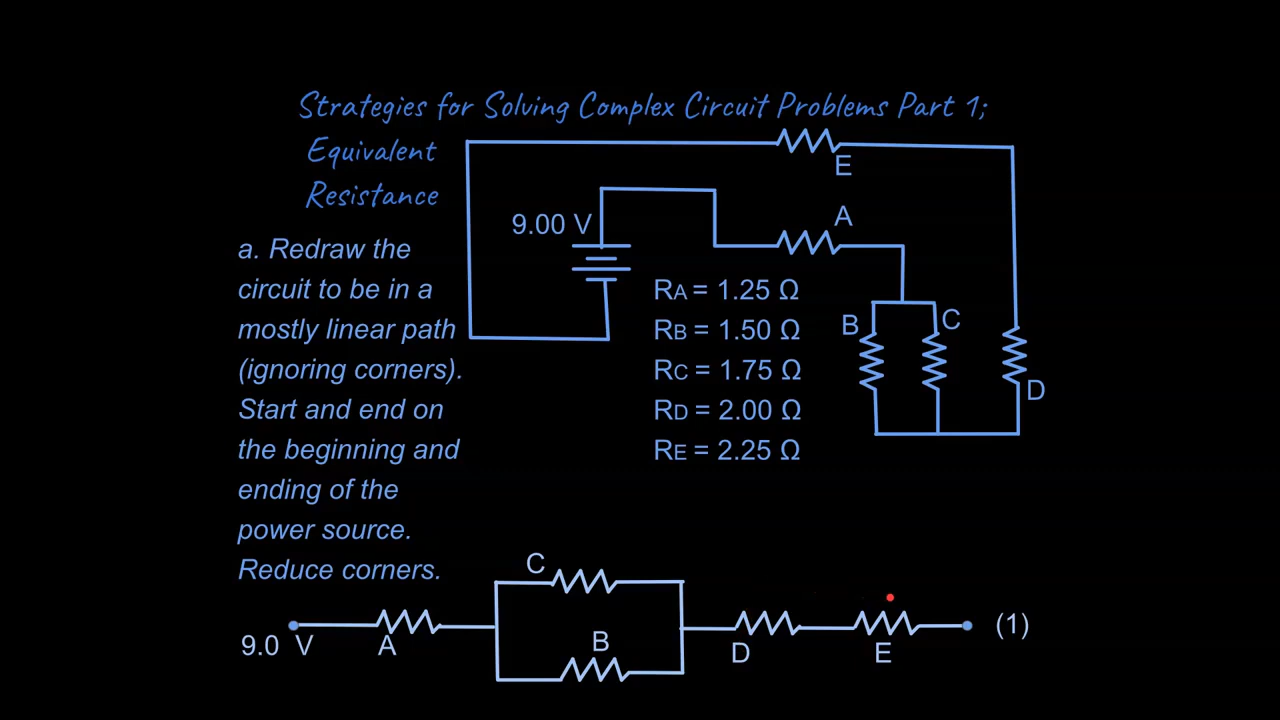 Strategies for Solving Complex Circuit Problems Part 1;
Equivalent
Resistance
E
A
9.00 V
a. Redraw the
circuit to be in a
mostly linear path
(ignoring corners).
Start and end on
the beginning and
ending of the
power source.
Reduce corners.
RA = 1.25 Ω
RB = 1.50 Ω
RC = 1.75 Ω
RD = 2.00 Ω
RE = 2.25 Ω
B
C
D
C
B
9.0 V
A
D
E
(1)